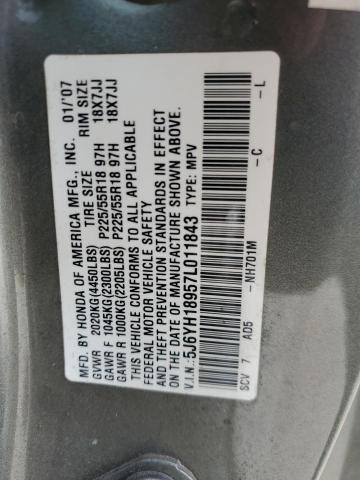 MFD. BY HONDA OF AMERICA MFG., INC. 01/'07
TIRE SIZE RIM SIZE
GVWR 2020KG(4450LBS)
GAWR F 1045KG(2300LBS) P225/55R18 97H 18X7JJ
GAWR R 1000KG(2205LBS) P225/55R18 97H 18X7JJ
THIS VEHICLE CONFORMS TO ALL APPLICABLE
FEDERAL MOTOR VEHICLE SAFETY
AND THEFT PREVENTION STANDARDS IN EFFECT
ON THE DATE OF MANUFACTURE SHOWN ABOVE.
V.I.N: 5J6YH18957L011843 TYPE: MPV
SCV 7 AD5 -NH701M -C -L